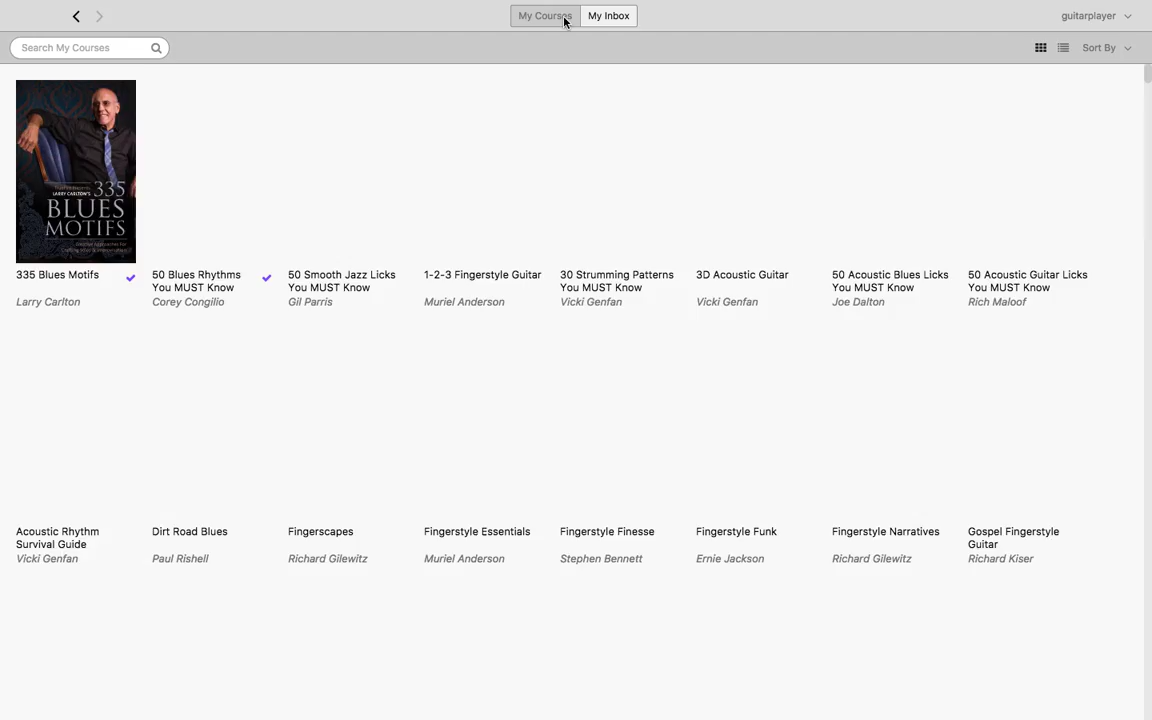 My Courses
My Inbox
guitarplayer
Search My Courses
Sort By
LARRY CARLTON'S 335
BLUES
MOTIFS
335 Blues Motifs
Larry Carlton
50 Blues Rhythms
You MUST Know
Corey Congilio
50 Smooth Jazz Licks
You MUST Know
Gil Parris
1-2-3 Fingerstyle Guitar
Muriel Anderson
30 Strumming Patterns
You MUST Know
Vicki Genfan
3D Acoustic Guitar
Vicki Genfan
50 Acoustic Blues Licks
You MUST Know
Joe Dalton
50 Acoustic Guitar Licks
You MUST Know
Rich Maloof
Acoustic Rhythm
Survival Guide
Vicki Genfan
Dirt Road Blues
Paul Rishell
Fingerscapes
Richard Gilewitz
Fingerstyle Essentials
Muriel Anderson
Fingerstyle Finesse
Stephen Bennett
Fingerstyle Funk
Ernie Jackson
Fingerstyle Narratives
Richard Gilewitz
Gospel Fingerstyle
Guitar
Richard Kiser